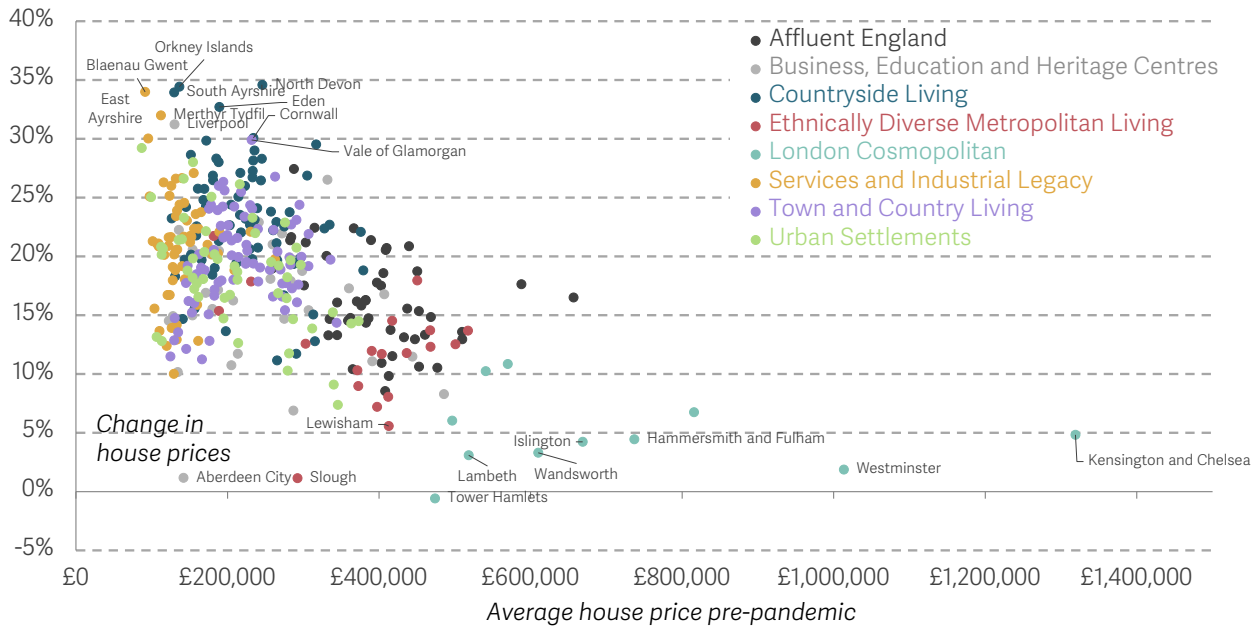 40%
35%
30%
25%
20%
15%
10%
5%
0%
-5%
Affluent England
Business, Education and Heritage Centres
Countryside Living
Ethnically Diverse Metropolitan Living
London Cosmopolitan
Services and Industrial Legacy
Town and Country Living
Urban Settlements
Orkney Islands
Blaenau Gwent
South Ayrshire
North Devon
East
Ayrshire
Eden
Merthyr Tydfil
Cornwall
Liverpool
Vale of Glamorgan
Change in
house prices
Lewisham
Islington
Hammersmith and Fulham
Kensington and Chelsea
Westminster
Wandsworth
Lambeth
Aberdeen City
Slough
Tower Hamlets
£0
£200,000
£400,000
£600,000
£800,000
£1,000,000
£1,200,000
£1,400,000
Average house price pre-pandemic